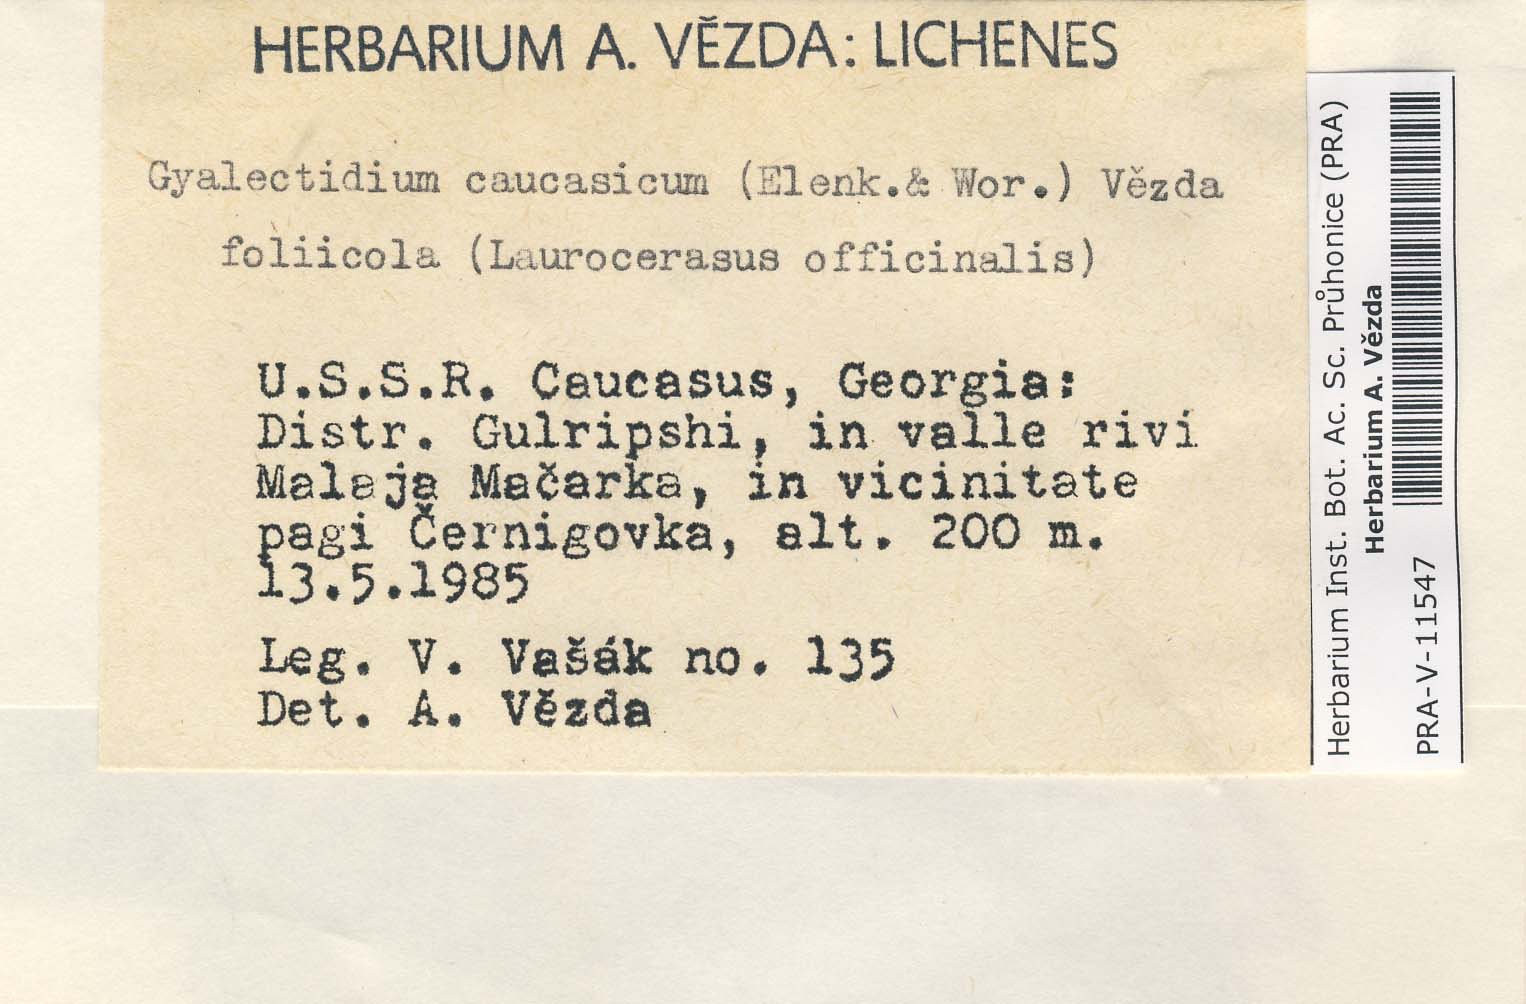 HERBARIUM A. VĚZDA: LICHENES
Gyalectidium caucasicum (Elenk.& Wor.) Vězda
foliicola (Laurocerasus officinalis)
U.S.S.R. Caucasus, Georgia:
Distr. Gulripshi, in valle rivi
Malaja Mačarka, in vicinitate
pagi Černigovka, alt. 200 m.
13.5.1985
Leg. V. Vašák no. 135
Det. A. Vězda
Herbarium Inst. Bot. Ac. Sc. Průhonice (PRA)
Herbarium A. Vězda
PRA-V-11547